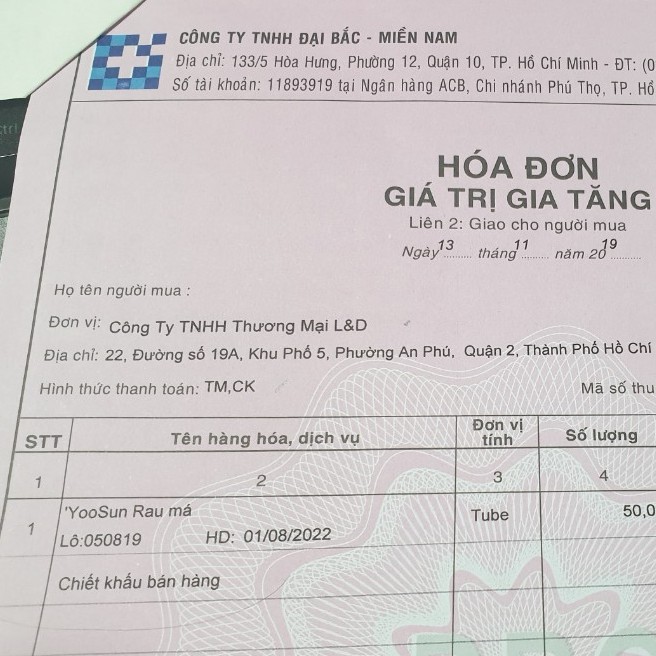 CÔNG TY TNHH ĐẠI BẮC - MIỀN NAM
Địa chỉ: 133/5 Hòa Hưng, Phường 12, Quận 10, TP. Hồ Chí Minh - ĐT: (0
Số tài khoản: 11893919 tại Ngân hàng ACB, Chi nhánh Phú Thọ, TP. Hồ
HÓA ĐƠN
GIÁ TRỊ GIA TĂNG
Liên 2: Giao cho người mua
Ngày 13 tháng 11 năm 2019
Họ tên người mua :
Đơn vị: Công Ty TNHH Thương Mại L&D
Địa chỉ: 22, Đường số 19A, Khu Phố 5, Phường An Phú, Quận 2, Thành Phố Hồ Chí
Hình thức thanh toán: TM,CK Mã số thu
STT Tên hàng hóa, dịch vụ Đơn vị tính Số lượng
1 2 3 4
1 'YooSun Rau má Tube 50,0
Lô:050819 HD: 01/08/2022
Chiết khấu bán hàng